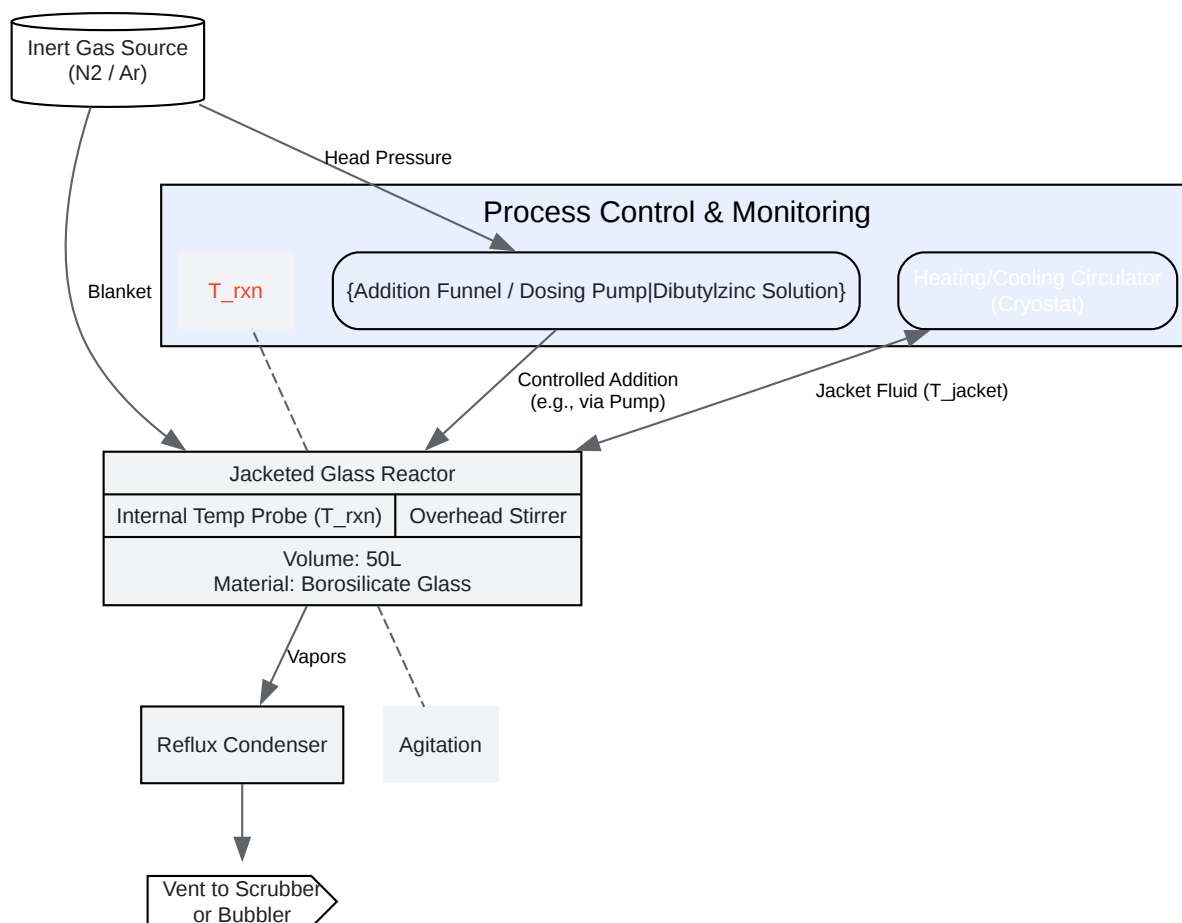 Inert Gas Source
(N2 / Ar)
Head Pressure
Process Control & Monitoring
Blanket
T_rxn
{Addition Funnel / Dosing Pump|Dibutylzinc Solution}
Heating/Cooling Circulator
(Cryostat)
Controlled Addition
(e.g., via Pump)
Jacket Fluid (T_jacket)
Jacketed Glass Reactor
Internal Temp Probe (T_rxn)
Overhead Stirrer
Volume: 50L
Material: Borosilicate Glass
Vapors
Reflux Condenser
Agitation
Vent to Scrubber
or Bubbler